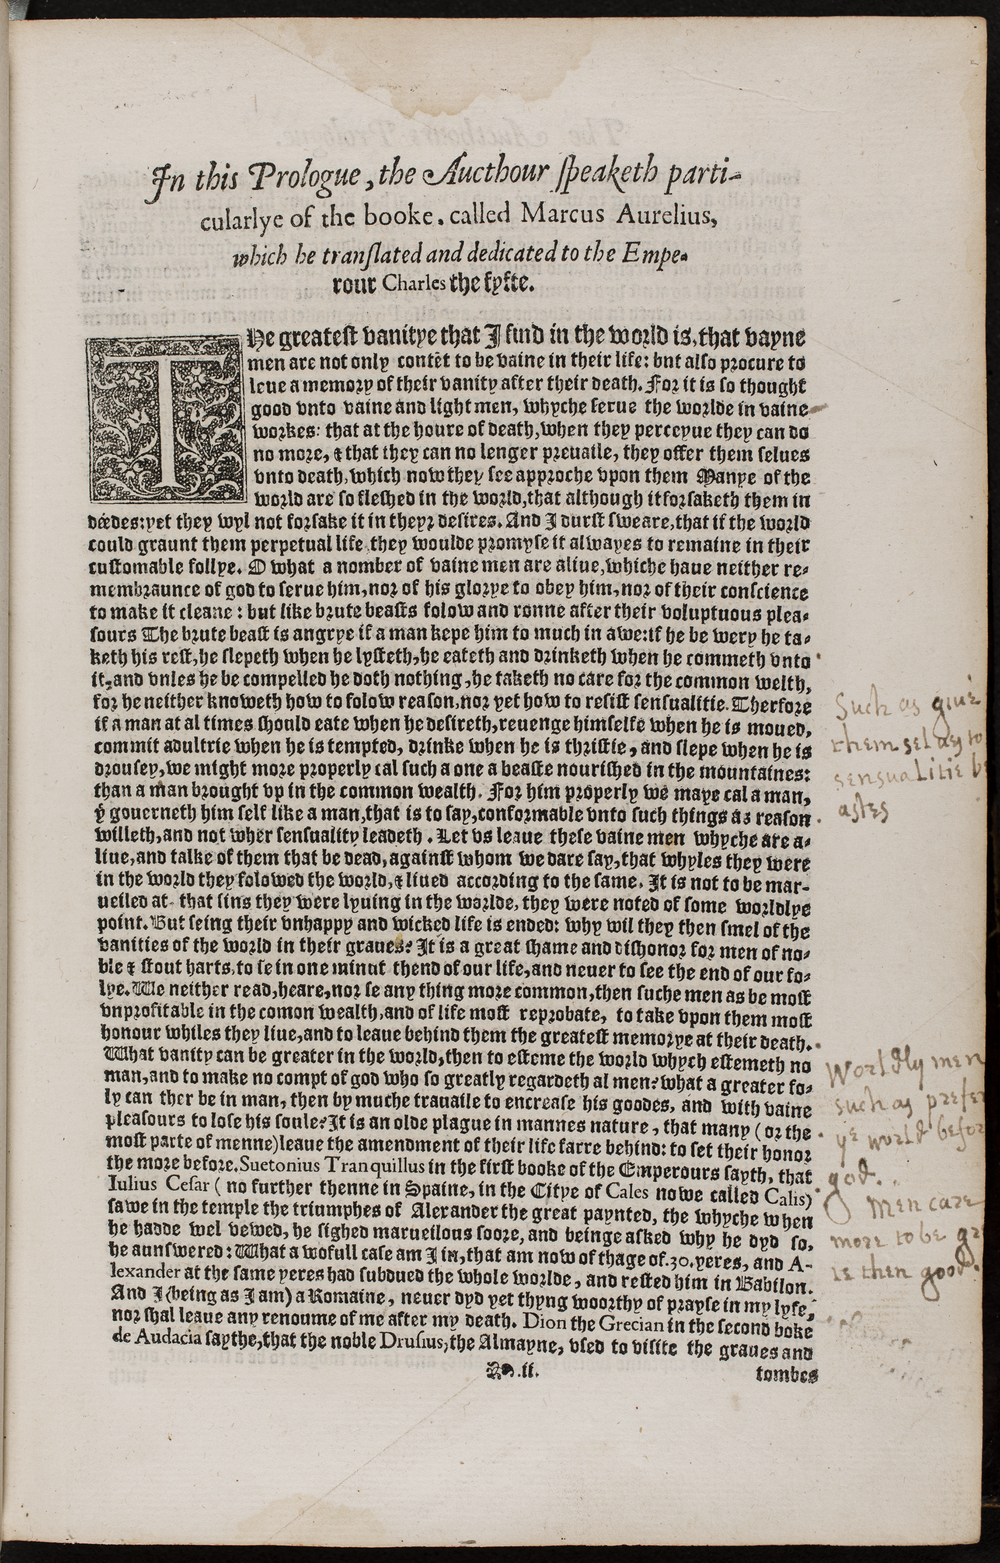 In this Prologue, the Aucthour speaketh parti-
cularlye of the booke. called Marcus Aurelius,
which he translated and dedicated to the Empe-
rour Charles the fyfte.
THe greatest vanitye that I find in the world is, that vayne
men are not only contēt to be vaine in their life: but also procure to
leue a memory of their vanity after their death. For it is so thought
good vnto vaine and light men, whyche serue the worlde in vaine
workes: that at the houre of death, when they perceyue they can do
no more, & that they can no lenger preuaile, they offer them selues
vnto death, which now they see approche vpon them Manye of the
world are so fleshed in the world, that although it forsaketh them in
dedes: yet they wyl not forsake it in theyr desires. And I durst sweare, that if the world
could graunt them perpetual life they woulde promyse it alwayes to remaine in their
customable follye. O what a nomber of vaine men are aliue, whiche haue neither re-
membraunce of god to serue him, nor of his glorye to obey him, nor of their conscience
to make it cleane: but like brute beasts folow and ronne after their voluptuous plea-
sours The brute beast is angrye if a man kepe him to much in awe: if he be wery he ta-
keth his rest, he slepeth when he lysteth, he eateth and drinketh when he commeth vnto
it, and vnles he be compelled he doth nothing, he taketh no care for the common welth,
for he neither knoweth how to folow reason, nor yet how to resist sensualitie. Therfore
if a man at al times should eate when he desireth, reuenge himselfe when he is moued,
commit adultrie when he is tempted, drinke when he is thristie, and slepe when he is
drousey, we might more properly cal such a one a beaste nourished in the mountaines:
than a man brought vp in the common wealth. For him properly we maye cal a man,
ẏ gouerneth him self like a man, that is to say, conformable vnto such things as reason
willeth, and not wher sensuality leadeth. Let vs leaue these vaine men whyche are a-
liue, and talke of them that be dead, against whom we dare say, that whyles they were
in the world they folowed the world, & liued according to the same. It is not to be mar-
ueiled at that sins they were lyuing in the worlde, they were noted of some worldlye
point. But seing their vnhappy and wicked life is ended: why wil they then smel of the
vanities of the world in their graues? It is a great shame and dishonor for men of no-
ble & stout harts, to se in one minut thend of our life, and neuer to see the end of our fo-
lye. We neither read, heare, nor se any thing more common, then suche men as be most
vnprofitable in the comon wealth, and of life most reprobate, to take vpon them most
honour whiles they liue, and to leaue behind them the greatest memorye at their death.
What vanity can be greater in the world, then to esteme the world whych estemeth no
man, and to make no compt of god who so greatly regardeth al men? what a greater fo-
ly can ther be in man, then by muche trauaile to encrease his goodes, and with vaine
pleasours to lose his soule? It is an olde plague in mannes nature, that many (or the
most parte of menne) leaue the amendment of their life farre behind: to set their honor
the more before. Suetonius Tranquillus in the first booke of the Emperours sayth, that
Iulius Cesar (no further thenne in Spaine, in the Citye of Cales nowe called Calis)
sawe in the temple the triumphes of Alexander the great paynted, the whyche when
he hadde wel vewed, he sighed marueilous soore, and beinge asked why he dyd so,
he aunswered: What a wofull case am I in, that am now of thage of .30. yeres, and A-
lexander at the same yeres had subdued the whole worlde, and rested him in Babilon.
And I (being as I am) a Romaine, neuer dyd yet thyng woorthy of prayse in my lyfe,
nor shal leaue any renoume of me after my death. Dion the Grecian in the second boke
de Audacia saythe, that the noble Drusius, the Almayne, vsed to visite the graues and
.ii.
tombes
Such as giue
them selues to
sensualitie be
astes
Worldly men
such as prefer
ye world befor
god.
Men care
more to be gr
then good.